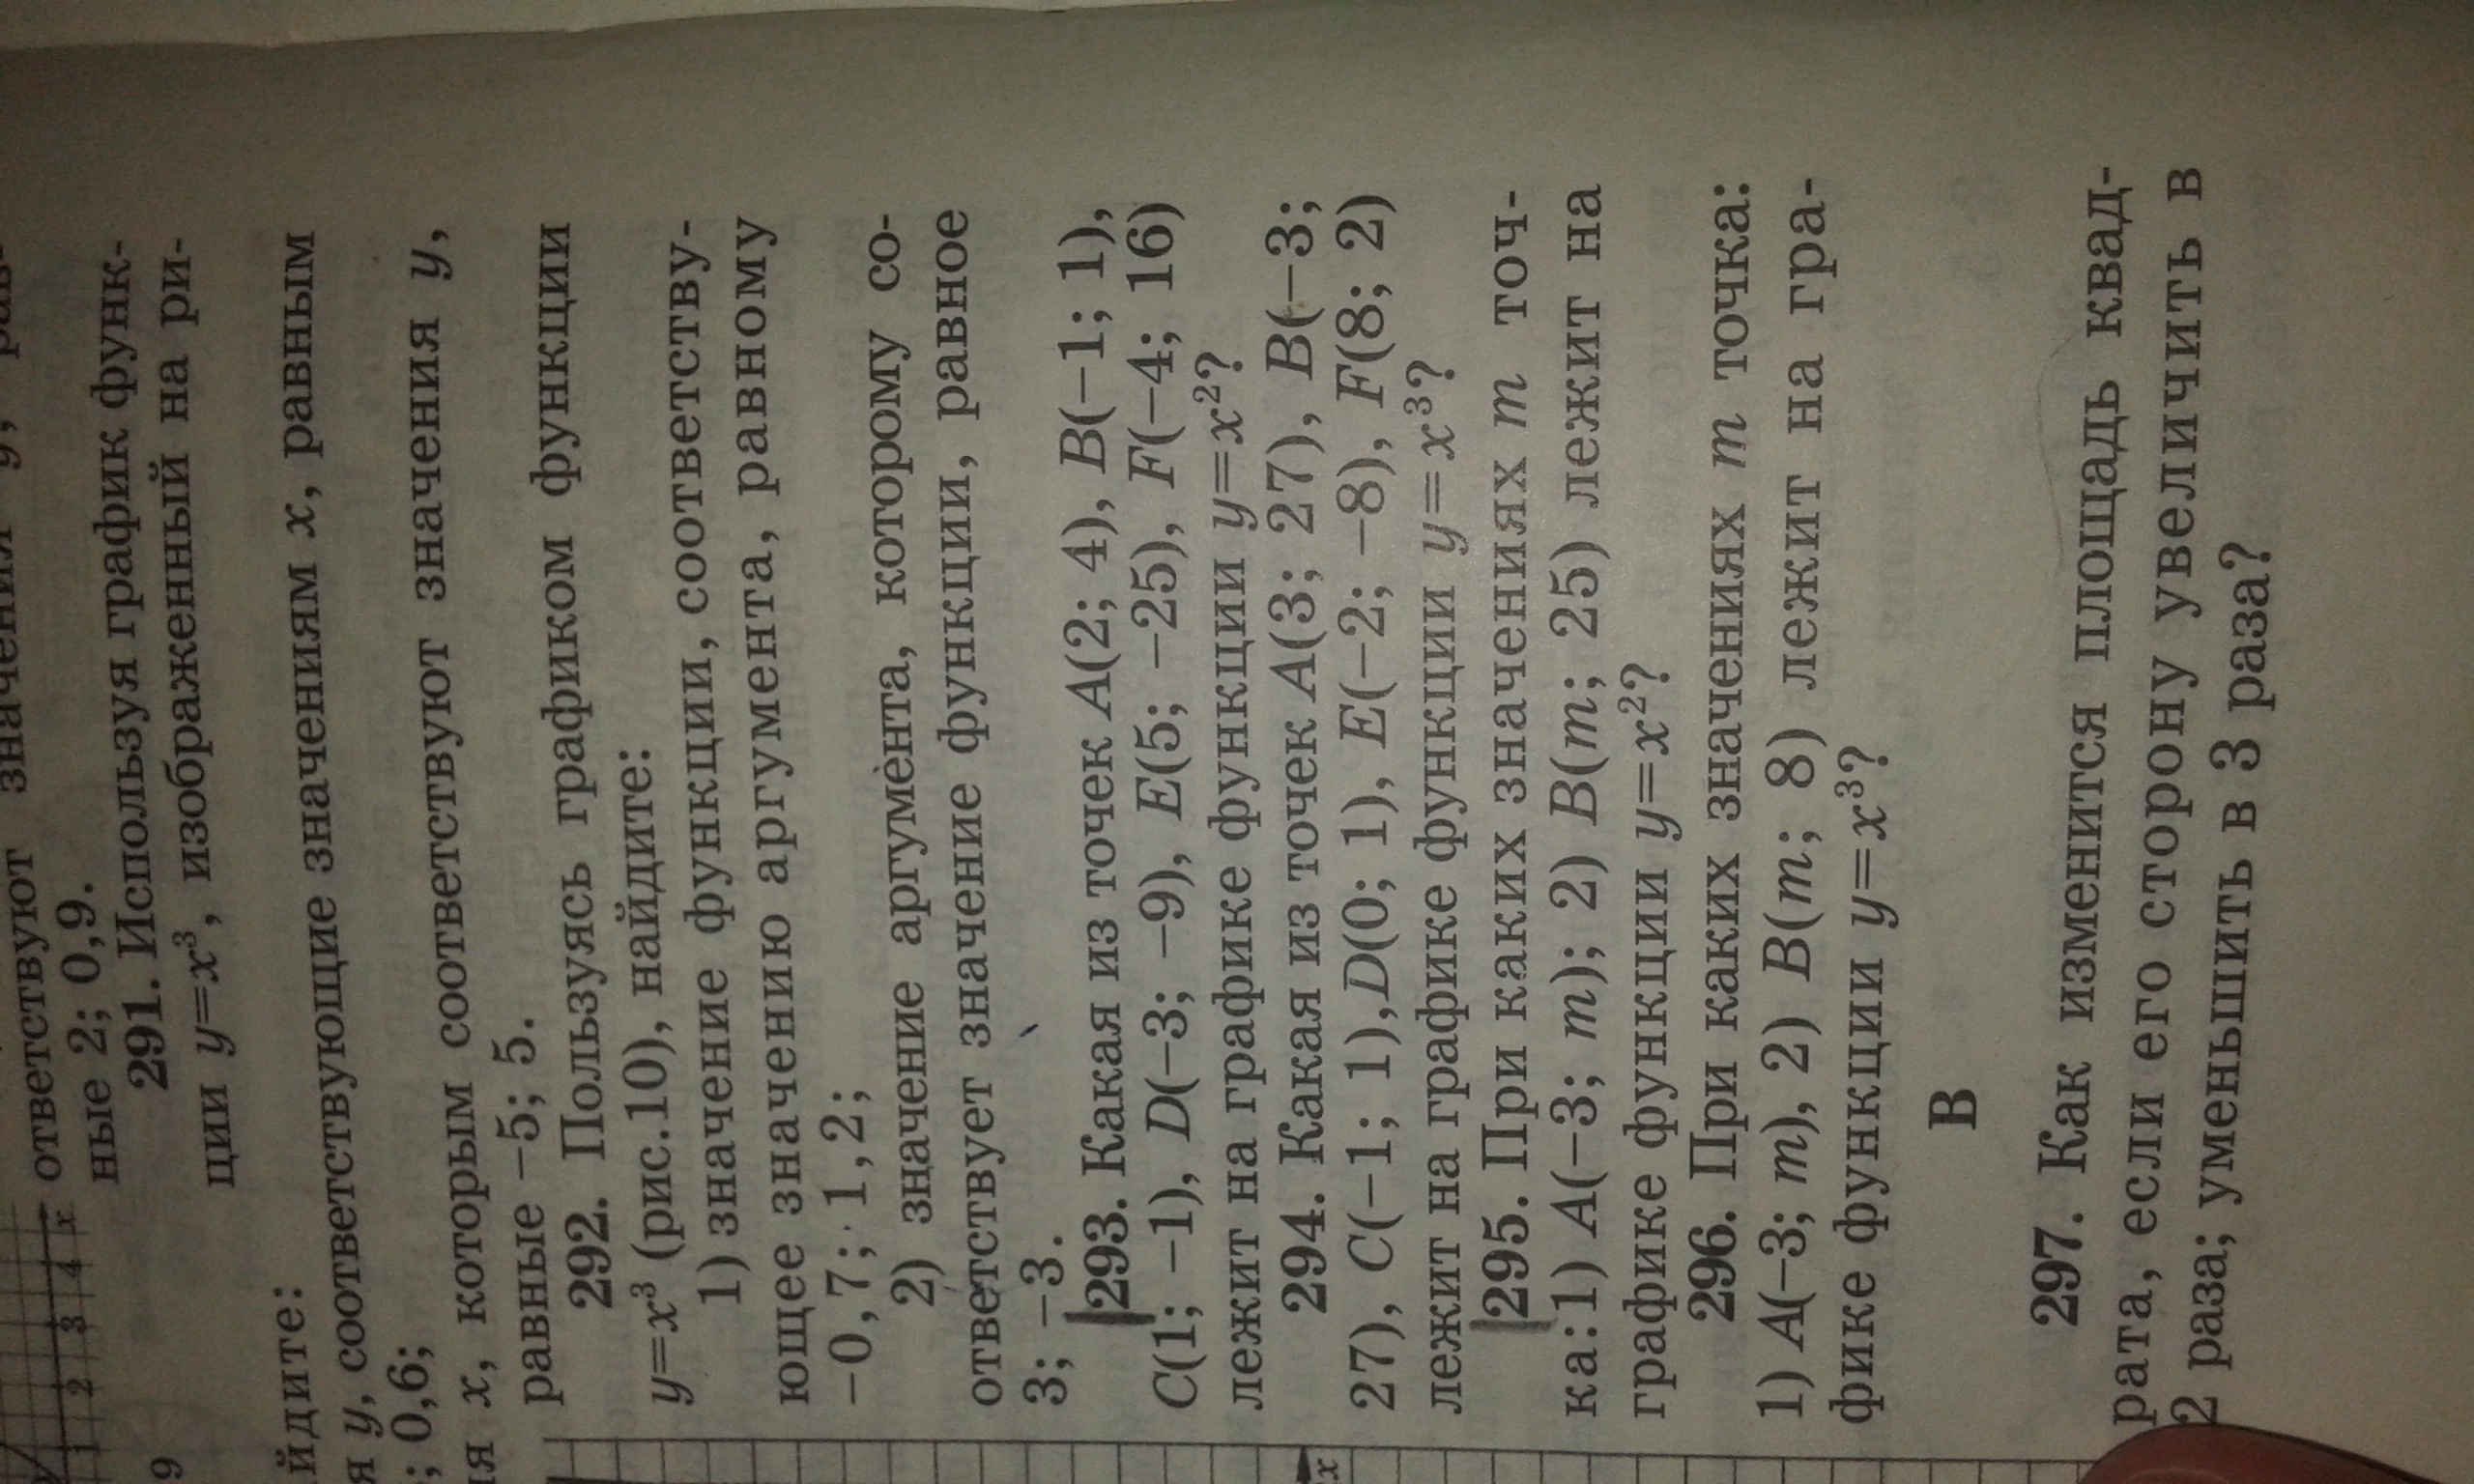 ответствуют значения y,
ные 2; 0,9.
291. Используя график функ-
ции y=x³, изображенный на ри-
йдите:
я y, соответствующие значениям x, равным
; 0,6;
ия x, которым соответствуют значения y,
равные −5; 5.
292. Пользуясь графиком функции
y=x³ (рис.10), найдите:
1) значение функции, соответству-
ющее значению аргумента, равному
−0,7; 1,2;
2) значение аргумента, которому со-
ответствует значение функции, равное
3; −3.
293. Какая из точек A(2; 4), B(−1; 1),
C(1; −1), D(−3; −9), E(5; −25), F(−4; 16)
лежит на графике функции y=x²?
294. Какая из точек A(3; 27), B(−3;
27), C(−1; 1),D(0; 1), E(−2; −8), F(8; 2)
лежит на графике функции y=x³?
295. При каких значениях m точ-
ка:1) A(−3; m); 2) B(m; 25) лежит на
графике функции y=x²?
296. При каких значениях m точка:
1) A(−3; m), 2) B(m; 8) лежит на гра-
фике функции y=x³?
В
297. Как изменится площадь квад-
рата, если его сторону увеличить в
2 раза; уменьшить в 3 раза?
1 2 3 4 x
9
x